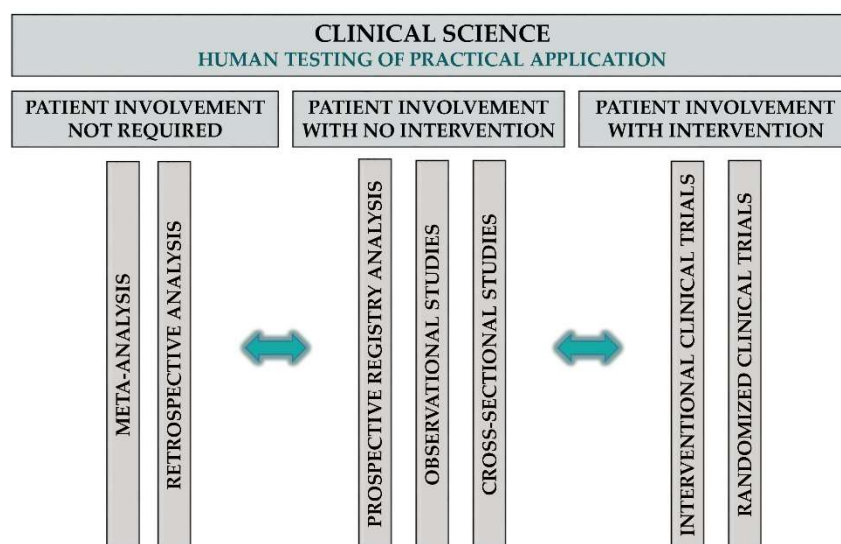 CLINICAL SCIENCE
HUMAN TESTING OF PRACTICAL APPLICATION
PATIENT INVOLVEMENT
NOT REQUIRED
PATIENT INVOLVEMENT
WITH NO INTERVENTION
PATIENT INVOLVEMENT
WITH INTERVENTION
META-ANALYSIS
RETROSPECTIVE ANALYSIS
PROSPECTIVE REGISTRY ANALYSIS
OBSERVATIONAL STUDIES
CROSS-SECTIONAL STUDIES
INTERVENTIONAL CLINICAL TRIALS
RANDOMIZED CLINICAL TRIALS